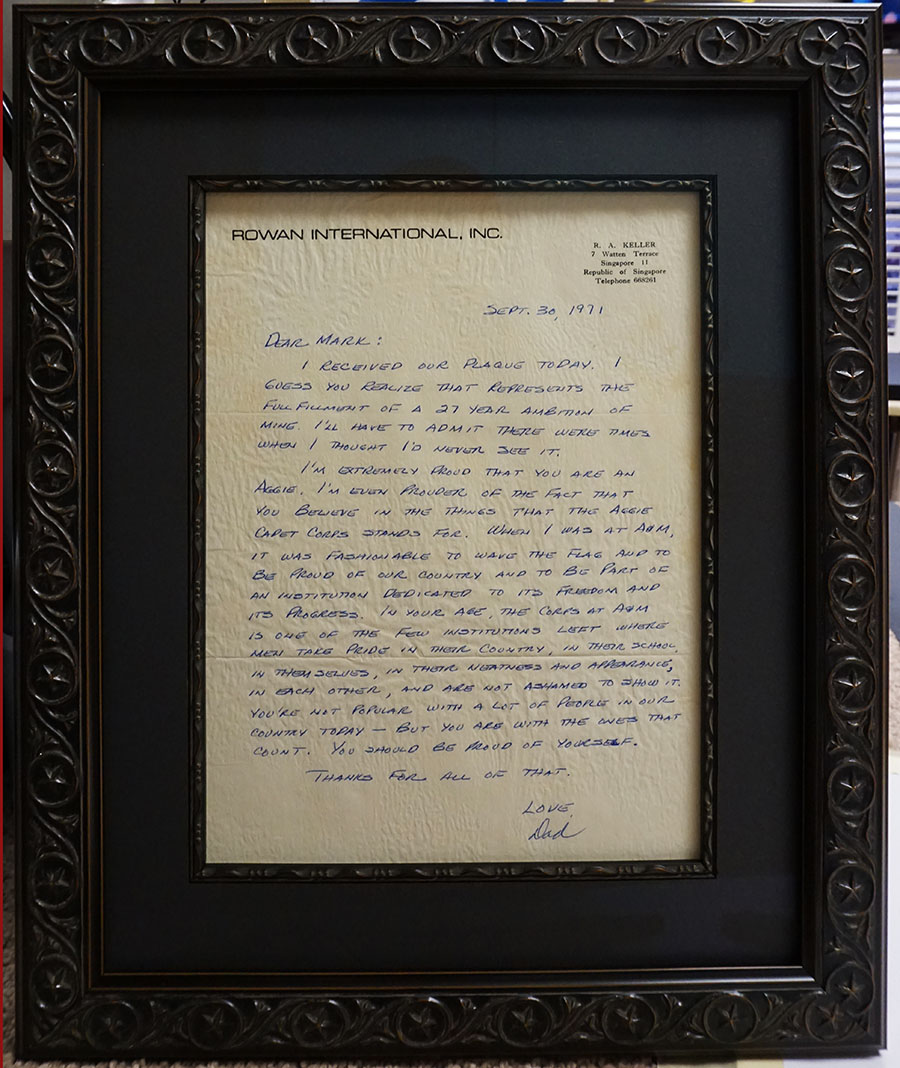 ROWAN INTERNATIONAL, INC.
R. A. KELLER
7 Watten Terrace
Singapore 11
Republic of Singapore
Telephone 668261
SEPT. 30, 1971
DEAR MARK:
I RECEIVED OUR PLAQUE TODAY. I
GUESS YOU REALIZE THAT REPRESENTS THE
FULLFILLMENT OF A 27 YEAR AMBITION OF
MINE. I'LL HAVE TO ADMIT THERE WERE TIMES
WHEN I THOUGHT I'D NEVER SEE IT.
I'M EXTREMELY PROUD THAT YOU ARE AN
AGGIE. I'M EVEN PROUDER OF THE FACT THAT
YOU BELIEVE IN THE THINGS THAT THE AGGIE
CADET CORPS STANDS FOR. WHEN I WAS AT A&M,
IT WAS FASHIONABLE TO WAVE THE FLAG AND TO
BE PROUD OF OUR COUNTRY AND TO BE PART OF
AN INSTITUTION DEDICATED TO ITS FREEDOM AND
ITS PROGRESS. IN YOUR AGE, THE CORPS AT A&M
IS ONE OF THE FEW INSTITUTIONS LEFT WHERE
MEN TAKE PRIDE IN THEIR COUNTRY, IN THEIR SCHOOL,
IN THEMSELVES, IN THEIR NEATNESS AND APPEARANCE,
IN EACH OTHER, AND ARE NOT ASHAMED TO SHOW IT.
YOU'RE NOT POPULAR WITH A LOT OF PEOPLE IN OUR
COUNTRY TODAY — BUT YOU ARE WITH THE ONES THAT
COUNT. YOU SHOULD BE PROUD OF YOURSELF.
THANKS FOR ALL OF THAT.
LOVE,
Dad